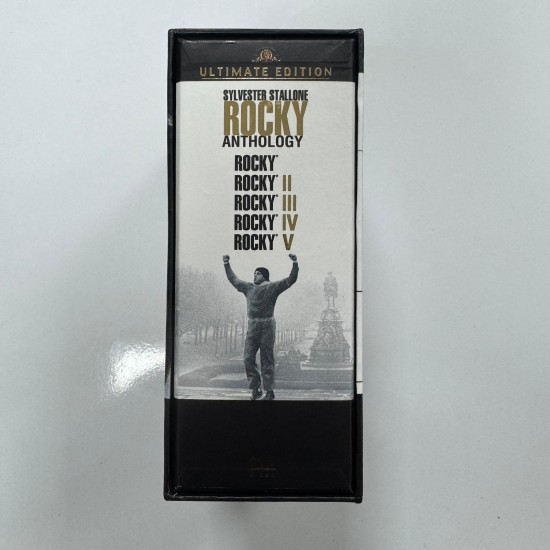 ULTIMATE EDITION
SYLVESTER STALLONE
ROCKY
ANTHOLOGY
ROCKY
ROCKY II
ROCKY III
ROCKY IV
ROCKY V